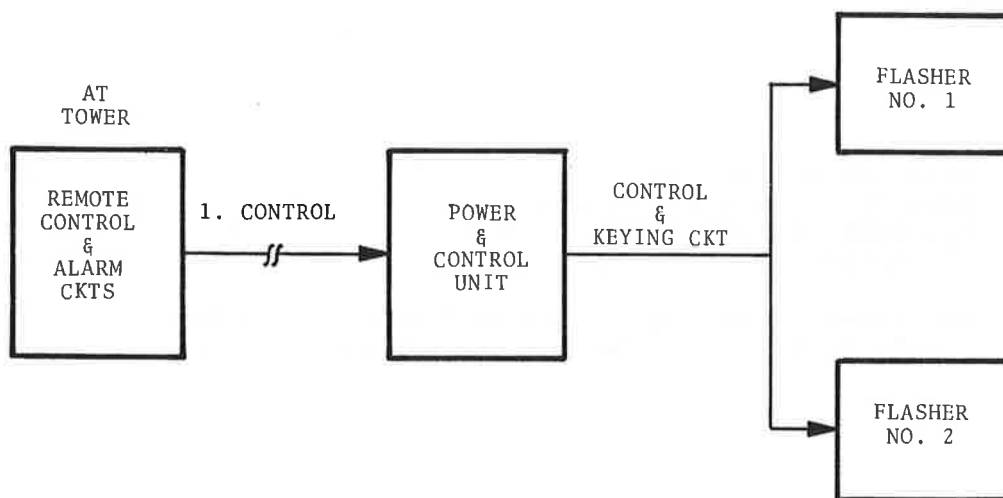 AT
TOWER
REMOTE
CONTROL
&
ALARM
CKTS
1. CONTROL
POWER
&
CONTROL
UNIT
CONTROL
&
KEYING CKT
FLASHER
NO. 1
FLASHER
NO. 2